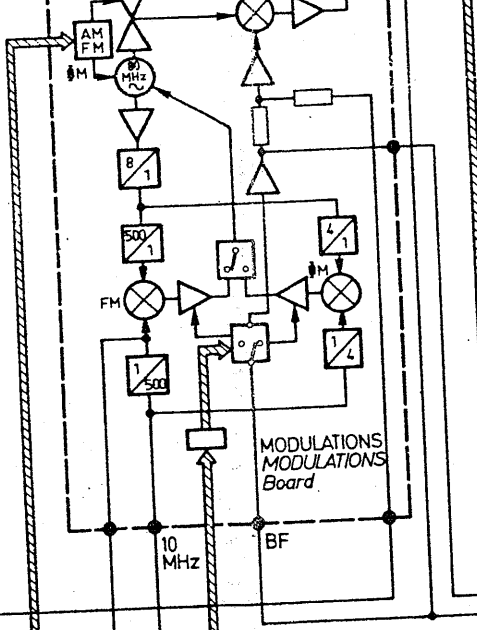 AM
FM
ΦM
80
MHz
8
1
500
1
4
1
FM
ΦM
1
500
1
4
MODULATIONS
MODULATIONS
Board
10
MHz
BF